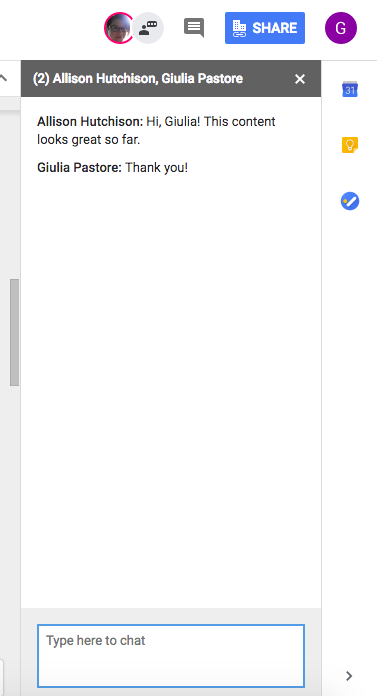 SHARE
G
(2) Allison Hutchison, Giulia Pastore
31
Allison Hutchison: Hi, Giulia! This content
looks great so far.
Giulia Pastore: Thank you!
Type here to chat